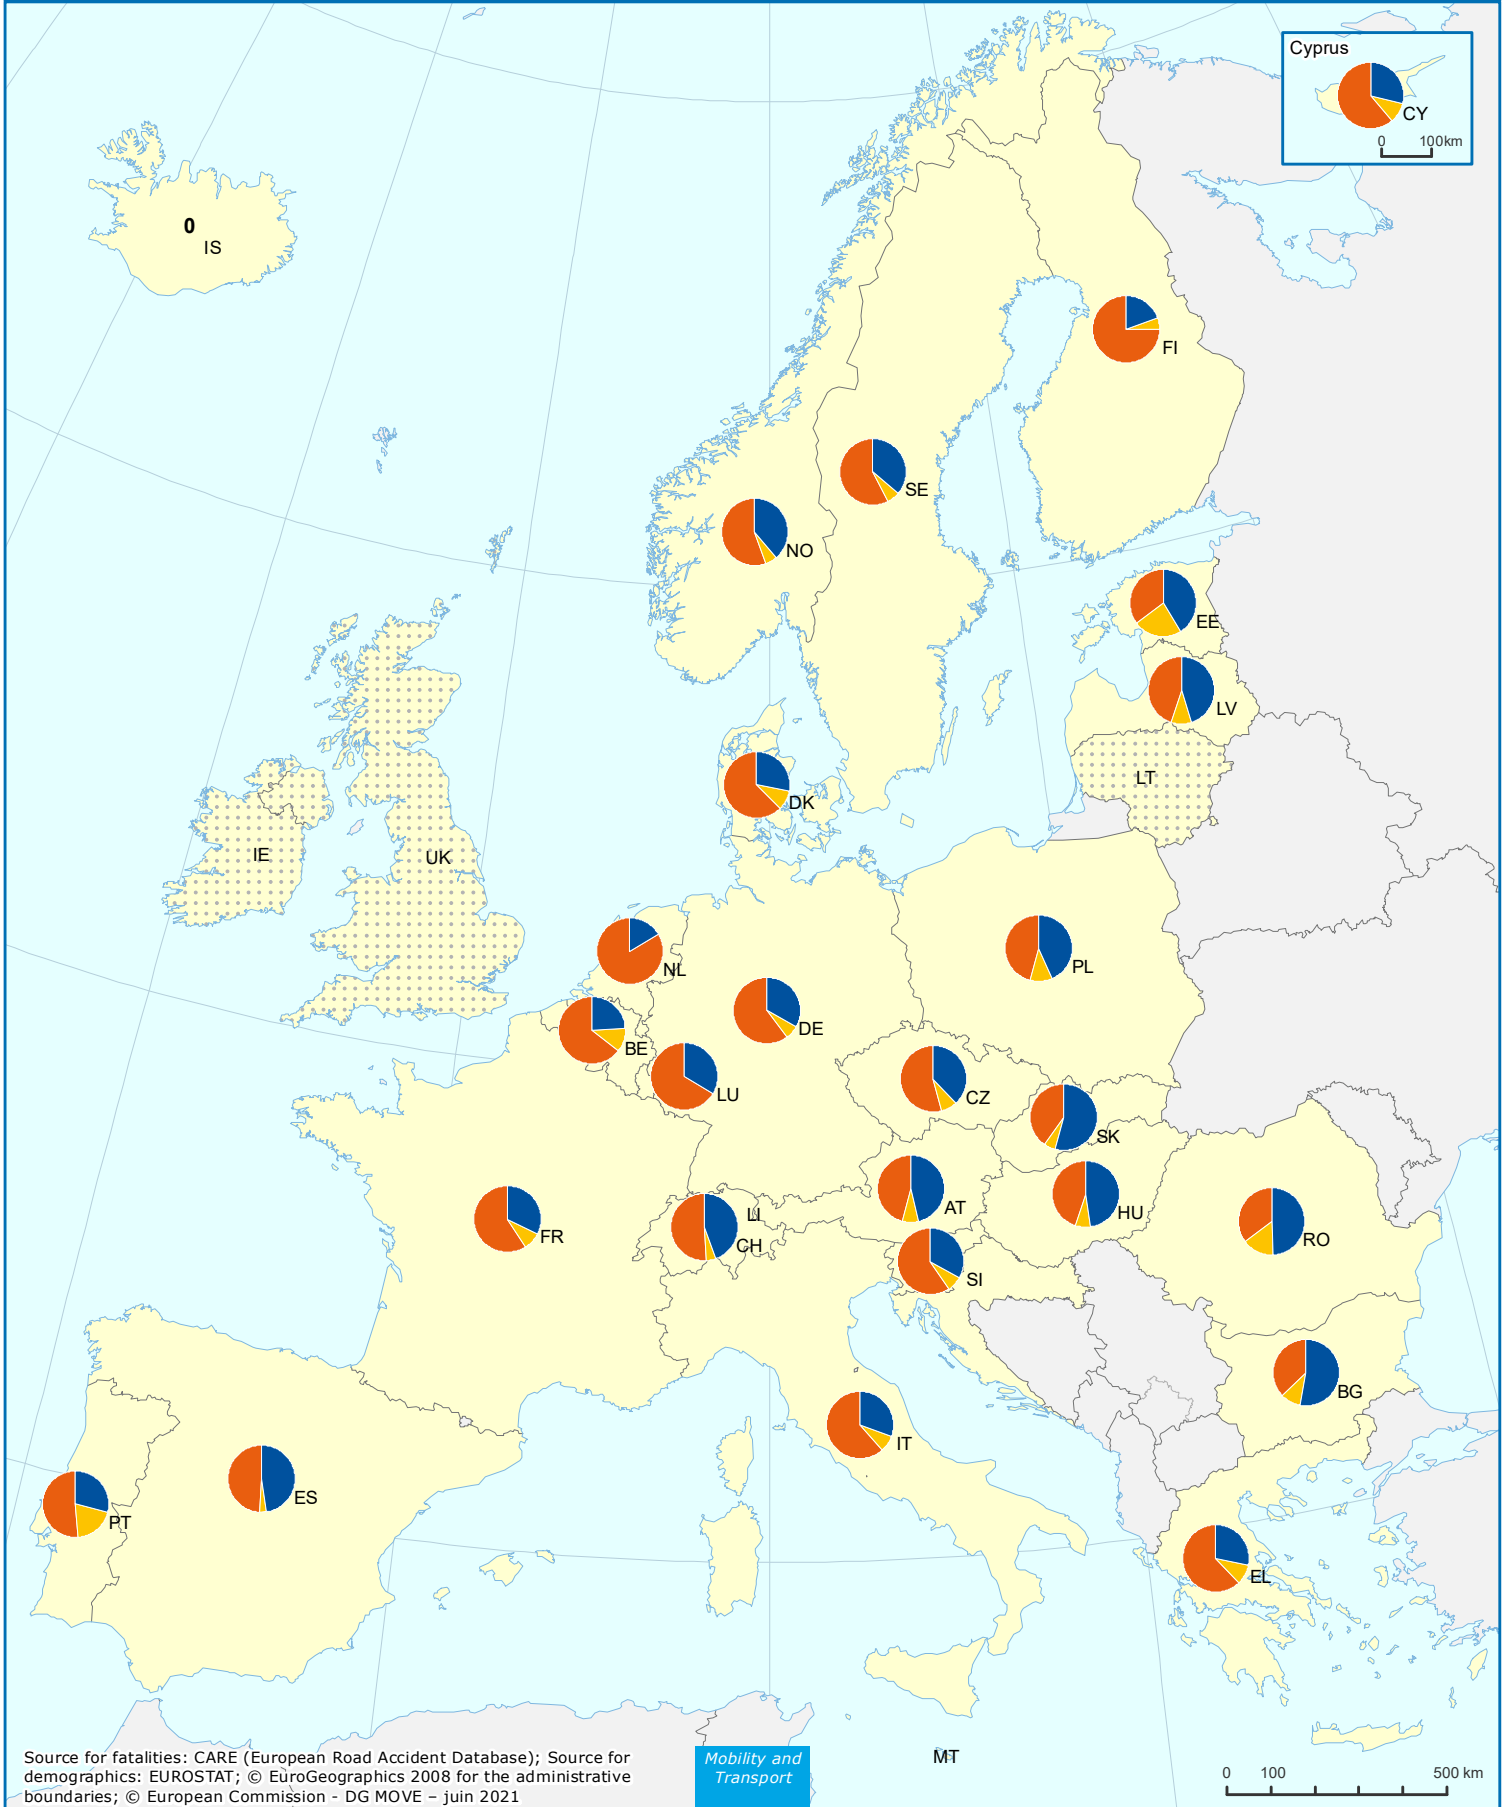 Cyprus
CY
0 100km
0
IS
FI
SE
NO
EE
LV
LT
DK
IE
UK
NL
PL
DE
BE
LU
CZ
SK
AT
HU
LI
CH
FR
RO
SI
BG
IT
ES
PT
EL
MT
Source for fatalities: CARE (European Road Accident Database); Source for
demographics: EUROSTAT; © EuroGeographics 2008 for the administrative
boundaries; © European Commission - DG MOVE – juin 2021
Mobility and
Transport
0 100 500 km